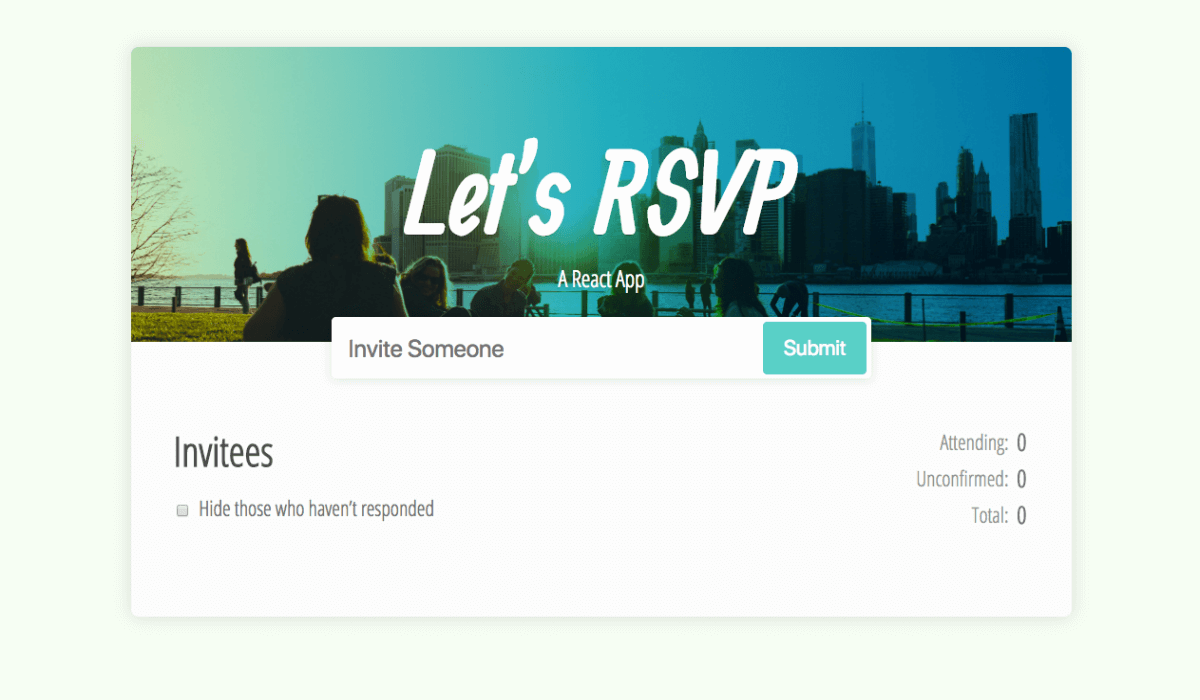 Let's RSVP
A React App
Invite Someone
Submit
Invitees
Hide those who haven’t responded
Attending: 0
Unconfirmed: 0
Total: 0